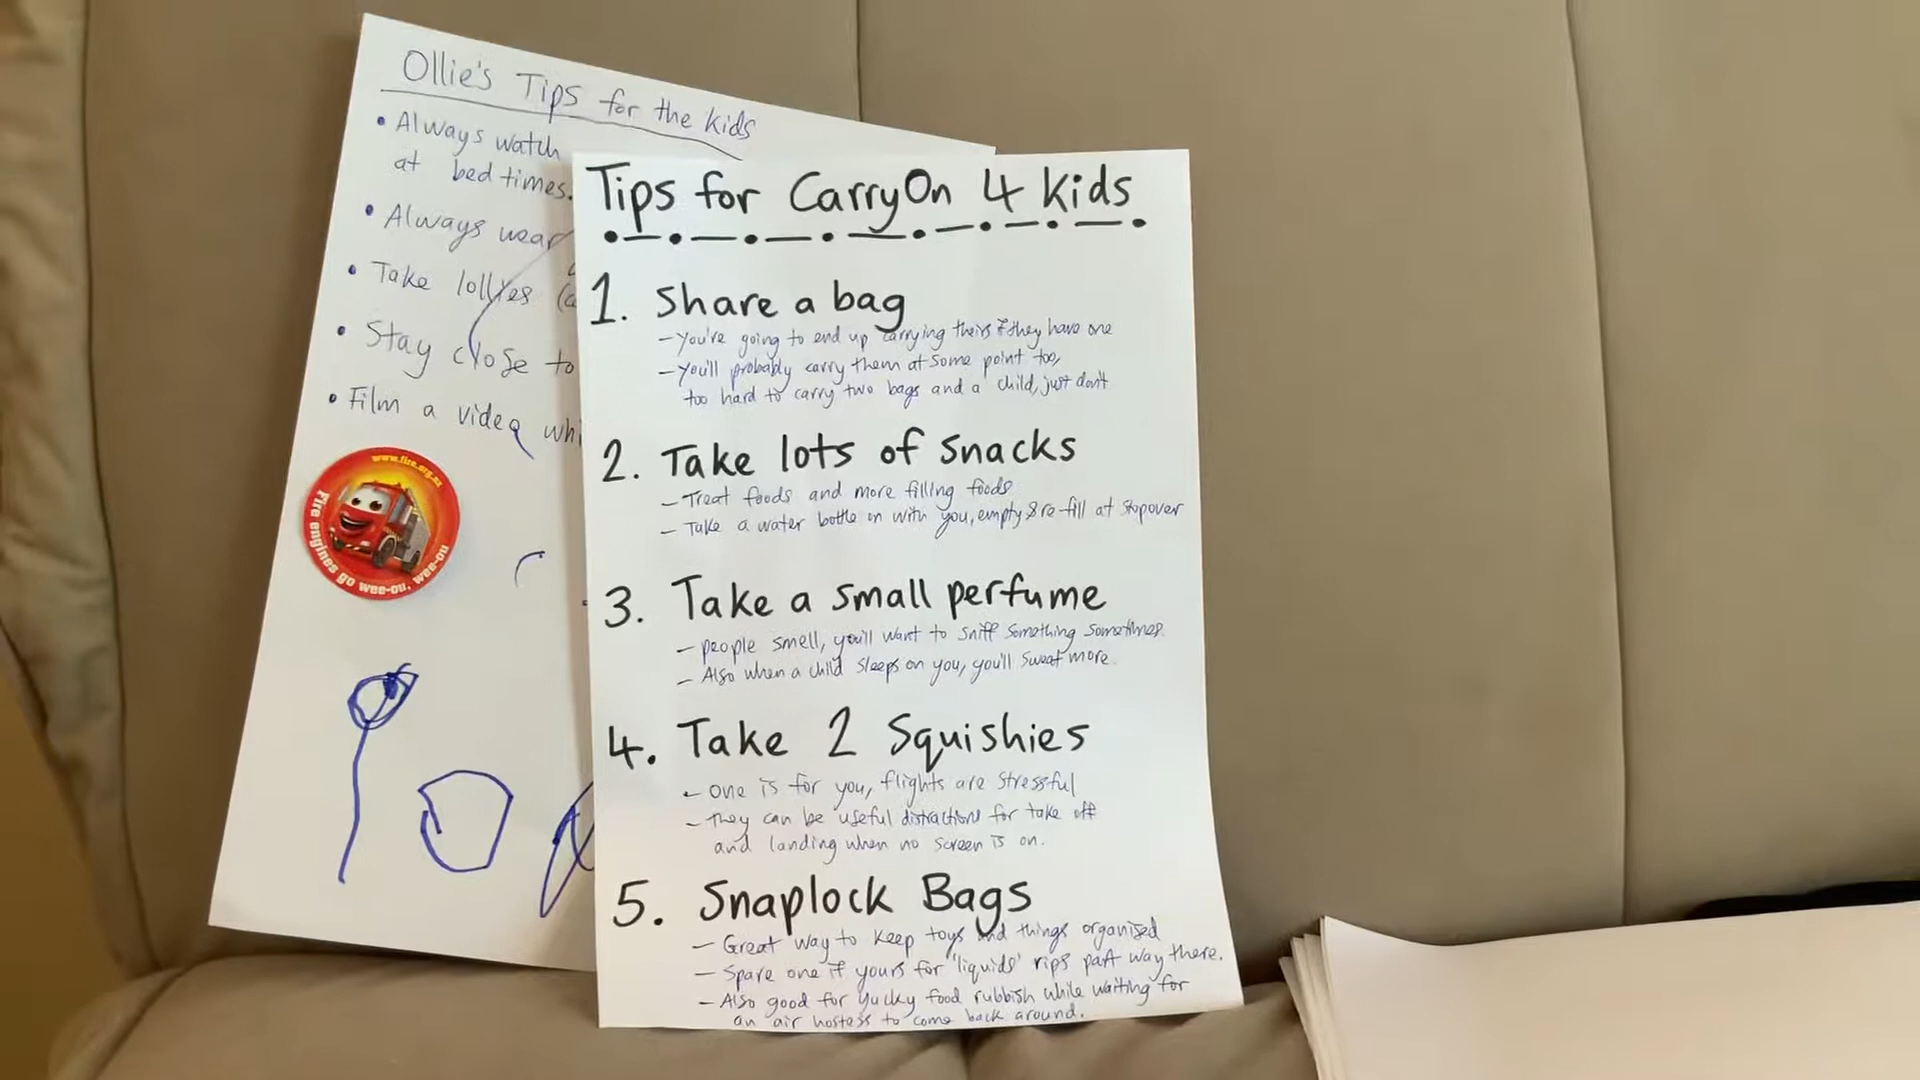 Ollie's Tips for the kids
• Always watch
at bed times.
• Always wear
• Take lollies
• Stay close to
• Film a video whi
www.fire.org.nz
Fire engines go wee-ou, wee-ou
Tips for CarryOn 4 Kids
1. Share a bag
- You're going to end up carrying theirs if they have one
- You'll probably carry them at some point too,
too hard to carry two bags and a child, just don't
2. Take lots of snacks
- Treat foods and more filling foods
- Take a water bottle on with you, empty & re-fill at stopover
3. Take a small perfume
- people smell, you'll want to sniff something sometimes.
- Also when a child sleeps on you, you'll sweat more.
4. Take 2 Squishies
- One is for you, flights are stressful
- They can be useful distractions for take off
and landing when no screen is on.
5. Snaplock Bags
- Great way to keep toys and things organised
- Spare one if yours for 'liquids' rips part way there.
- Also good for yucky food rubbish while waiting for
an air hostess to come back around.